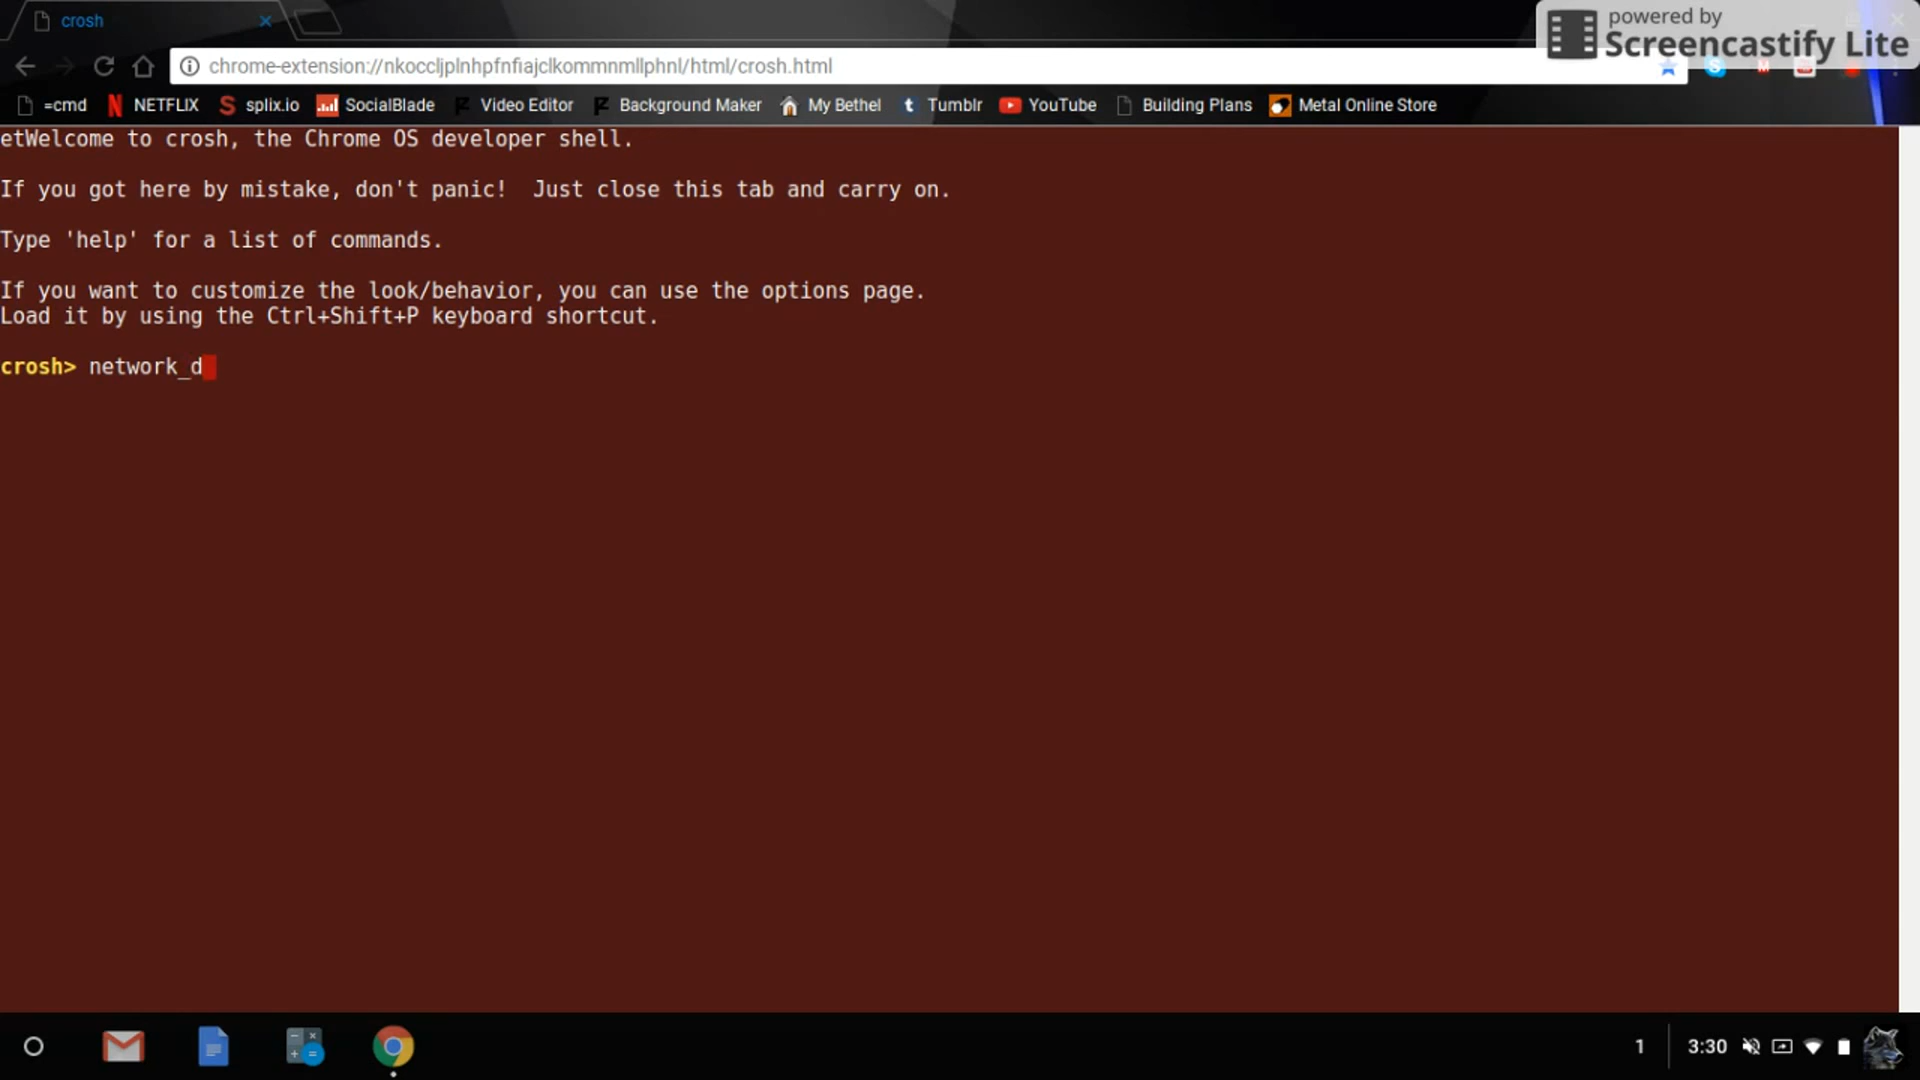 crosh
powered by
Screencastify Lite
chrome-extension://nkoccljplnhpfnfiajclkommnmllphnl/html/crosh.html
=cmd NETFLIX splix.io SocialBlade Video Editor Background Maker My Bethel Tumblr YouTube Building Plans Metal Online Store
etWelcome to crosh, the Chrome OS developer shell.
If you got here by mistake, don't panic!  Just close this tab and carry on.
Type 'help' for a list of commands.
If you want to customize the look/behavior, you can use the options page.
Load it by using the Ctrl+Shift+P keyboard shortcut.
crosh> network_d
1 3:30